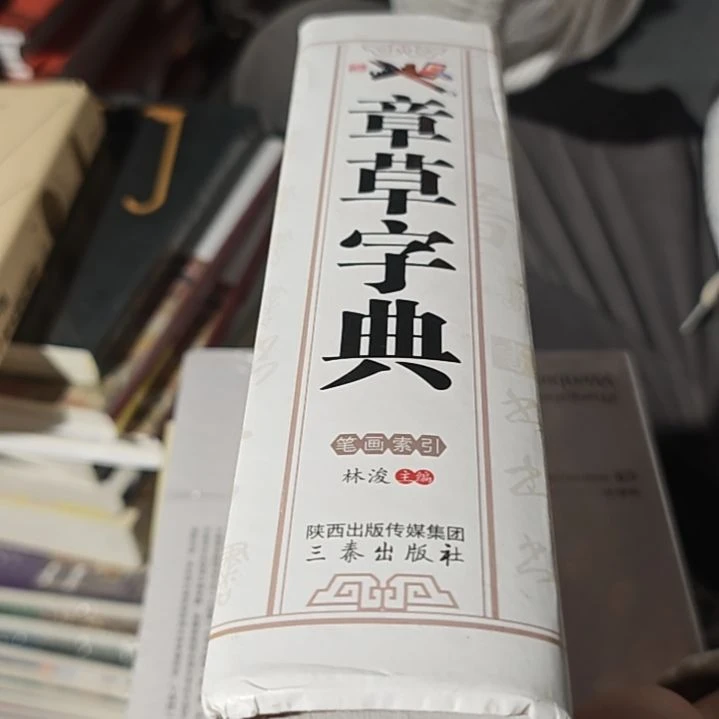 章草字典
笔画索引
林浚 主编
陕西出版传媒集团
三秦出版社
J